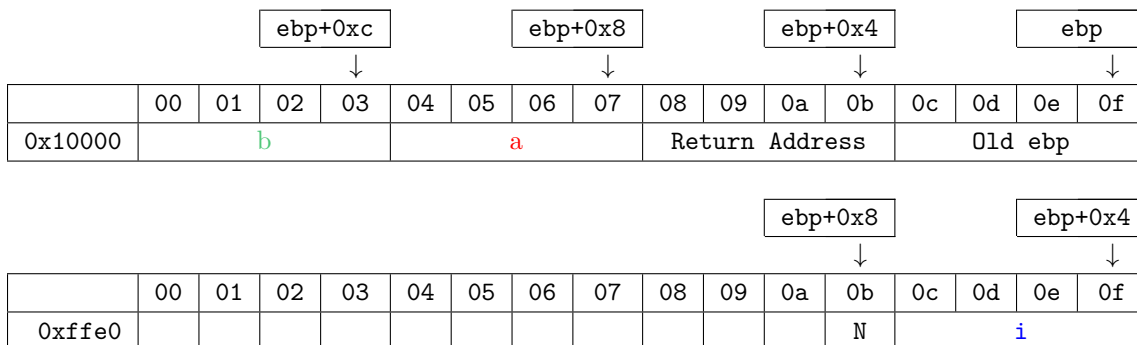 ebp+0xc ebp+0x8 ebp+0x4 ebp
↓ ↓ ↓ ↓
00 01 02 03 04 05 06 07 08 09 0a 0b 0c 0d 0e 0f
0x10000 b a Return Address Old ebp
ebp+0x8 ebp+0x4
↓ ↓
00 01 02 03 04 05 06 07 08 09 0a 0b 0c 0d 0e 0f
0xffe0 N i